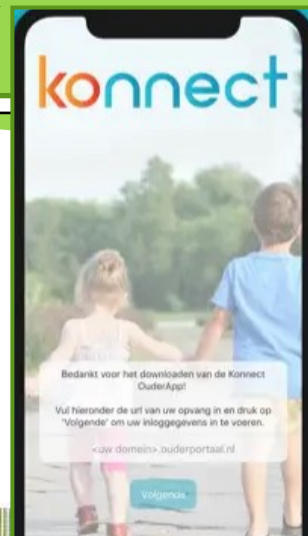 konnect
Bedankt voor het downloaden van de Konnect
OuderApp!
Vul hieronder de url van uw opvang in en druk op
'Volgende' om uw inloggegevens in te voeren.
<uw domein>.ouderportaal.nl
Volgende